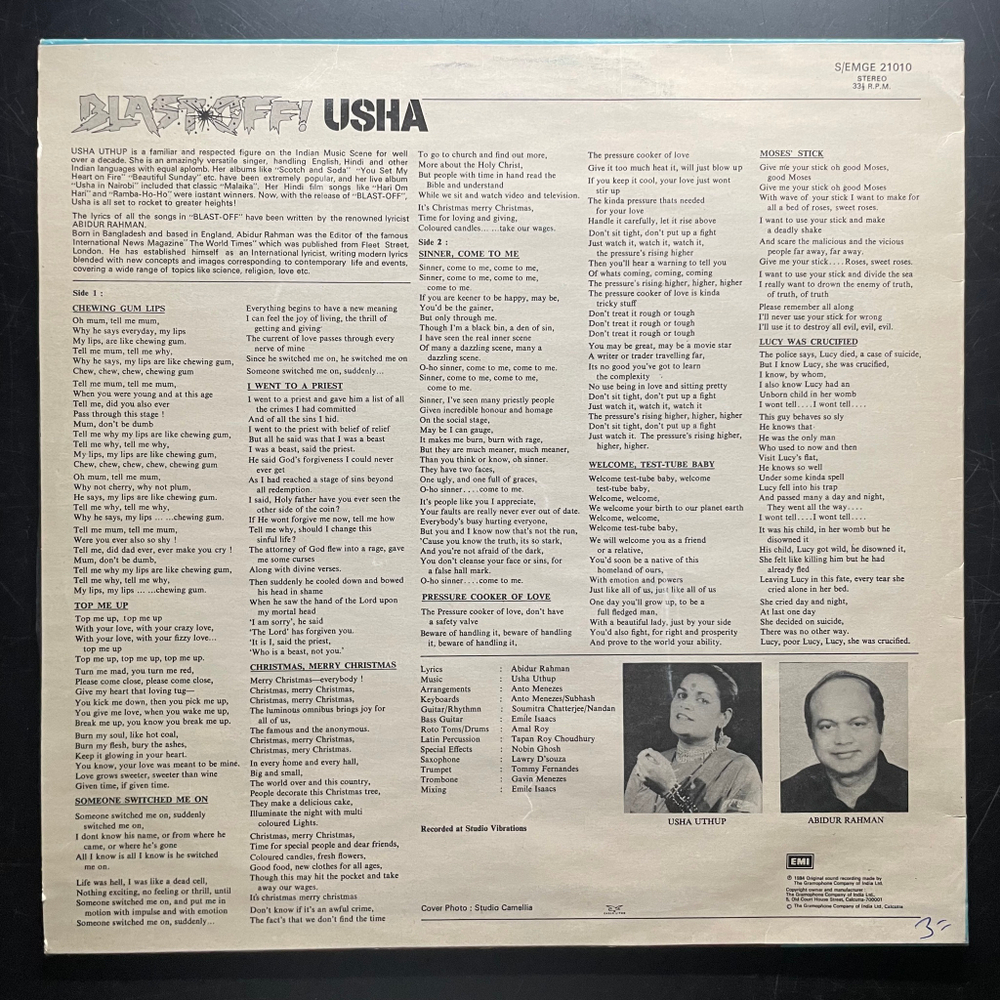 S/EMGE 21010
STEREO
33⅓ R.P.M.
BLAST OFF! USHA
USHA UTHUP is a familiar and respected figure on the Indian Music Scene for well
over a decade. She is an amazingly versatile singer, handling English, Hindi and other
Indian languages with equal aplomb. Her albums like "Scotch and Soda" "You Set My
Heart on Fire" "Beautiful Sunday" etc. have been extremely popular, and her live album
"Usha in Nairobi" included that classic "Malaika". Her Hindi film songs like "Hari Om
Hari" and "Ramba-Ho-Ho" were iostant winners. Now, with the release of "BLAST-OFF",
Usha is all set to rocket to greater heights!
The lyrics of all the songs in "BLAST-OFF" have been written by the renowned lyricist
ABIDUR RAHMAN.
Born in Bangladesh and based in England, Abidur Rahman was the Editor of the famous
International News Magazine" The World Times" which was published from Fleet Street,
London. He has established himself as an International lyricist, writing modern lyrics
blended with new concepts and images corresponding to contemporary life and events,
covering a wide range of topics like science, religion, love etc.
Side 1 :
CHEWING GUM LIPS
Oh mum, tell me mum,
Why he says everyday, my lips
My lips, are like chewing gum.
Tell me mum, tell me why,
Why he says, my lips are like chewing gum,
Chew, chew, chew, chewing gum
Tell me mum, tell me mum,
When you were young and at this age
Tell me, did you also ever
Pass through this stage !
Mum, don't be dumb
Tell me why my lips are like chewing gum,
Tell me why, tell me why,
My lips, my lips are like chewing gum,
Chew, chew, chew, chewing gum
Oh mum, tell me mum,
Why not cherry, why not plum,
He says, my lips are like chewing gum.
Tell me why, tell me why,
Why he says, my lips ... ...chewing gum.
Tell me mum, tell me mum,
Were you ever also so shy !
Tell me, did dad ever, ever make you cry !
Mum, don't be dumb,
Tell me why my lips are like chewing gum,
Tell me why, tell me why,
My lips, my lips ... ...chewing gum.
TOP ME UP
Top me up, top me up
With your love, with your crazy love,
With your love, with your fizzy love...
top me up
Top me up, top me up, top me up.
Turn me mad, you turn me red,
Please come close, please come close,
Give my heart that loving tug—
You kick me down, then you pick me up,
You give me love, when you wake me up,
Break me up, you know you break me up.
Burn my soul, like hot coal,
Burn my flesh, bury the ashes,
Keep it glowing in your heart.
You know, your love was meant to be mine.
Love grows sweeter, sweeter than wine
Given time, if given time.
SOMEONE SWITCHED ME ON
Someone switched me on, suddenly
switched me on,
I dont know his name, or from where he
came, or where he's gone
All I know is all I know is he switched
me on.
Life was hell, I was like a dead cell,
Nothing exciting, no feeling or thrill, until
Someone switched me on, and put me in
motion with impulse and with emotion
Someone switched me on, suddenly...
Everything begins to have a new meaning
I can feel the joy of living, the thrill of
getting and giving
The current of love passes through every
nerve of mine
Since he switched me on, he switched me on
Someone switched me on, suddenly...
I WENT TO A PRIEST
I went to a priest and gave him a list of all
the crimes I had committed
And of all the sins I hid.
I went to the priest with belief of relief
But all he said was that I was a beast
I was a beast, said the priest.
He said God's forgiveness I could never
ever get
As I had reached a stage of sins beyond
all redemption.
I said, Holy father have you ever seen the
other side of the coin?
If He wont forgive me now, tell me how
Tell me why, should I change this
sinful life?
The attorney of God flew into a rage, gave
me some curses
Along with divine verses.
Then suddenly he cooled down and bowed
his head in shame
When he saw the hand of the Lord upon
my mortal head
'I am sorry', he said
'The Lord' has forgiven you.
'It is I, said the priest,
'Who is a beast, not you.'
CHRISTMAS, MERRY CHRISTMAS
Merry Christmas—everybody !
Christmas, merry Christmas,
Christmas, merry Christmas,
The luminous omnibus brings joy for
all of us,
The famous and the anonymous.
Christmas, merry Christmas,
Christmas, mery Christmas.
In every home and every hall,
Big and small,
The world over and this country,
People decorate this Christmas tree,
They make a delicious cake,
Illuminate the night with multi
coloured Lights.
Christmas, merry Christmas,
Time for special people and dear friends,
Coloured candles, fresh flowers,
Good food, new clothes for all ages,
Though this may hit the pocket and take
away our wages.
It's christmas merry christmas
Don't know if it's an awful crime,
The fact's that we don't find the time
To go to church and find out more,
More about the Holy Christ,
But people with time in hand read the
Bible and understand
While we sit and watch video and television.
It's Christmas merry Christmas,
Time for loving and giving,
Coloured candles... ...take our wages.
Side 2 :
SINNER, COME TO ME
Sinner, come to me, come to me,
Sinner, come to me, come to me,
come to me.
If you are keener to be happy, may be,
You'd be the gainer,
But only through me.
Though I'm a black bin, a den of sin,
I have seen the real inner scene
Of many a dazzling scene, many a
dazzling scene.
O-ho sinner, come to me, come to me.
Sinner, come to me, come to me,
come to me.
Sinner, I've seen many priestly people
Given incredible honour and homage
On the social stage,
May be I can gauge,
It makes me burn, burn with rage,
But they are much meaner, much meaner,
Than you think or know, oh sinner.
They have two faces,
One ugly, and one full of graces,
O-ho sinner....come to me.
It's people like you I appreciate,
Your faults are really never ever out of date.
Everybody's busy hurting everyone,
But you and I know now that's not the run,
'Cause you know the truth, its so stark,
And you're not afraid of the dark,
You don't cleanse your face or sins, for
a false hall mark.
O-ho sinner....come to me.
PRESSURE COOKER OF LOVE
The Pressure cooker of love, don't have
a safety valve
Beware of handling it, beware of handling
it, beware of handling it,
The pressure cooker of love
Give it too much heat it, will just blow up
If you keep it cool, your love just wont
stir up
The kinda pressure thats needed
for your love
Handle it carefully, let it rise above
Don't sit tight, don't put up a fight
Just watch it, watch it, watch it,
the pressure's rising higher
Then you'll hear a warning to tell you
Of whats coming, coming, coming
The pressure's rising higher, higher, higher
The pressure cooker of love is kinda
tricky stuff
Don't treat it rough or tough
Don't treat it rough or tough
Don't treat it rough or tough
You may be great, may be a movie star
A writer or trader travelling far,
Its no good you've got to learn
the complexity
No use being in love and sitting pretty
Don't sit tight, don't put up a fight
Just watch it, watch it, watch it
The pressure's rising higher, higher, higher
Don't sit tight, don't put up a fight
Just watch it. The pressure's rising higher,
higher, higher.
WELCOME, TEST-TUBE BABY
Welcome test-tube baby, welcome
test-tube baby,
Welcome, welcome,
We welcome your birth to our planet earth
Welcome, welcome,
Welcome test-tube baby,
We will welcome you as a friend
or a relative,
You'd soon be a native of this
homeland of ours,
With emotion and powers
Just like all of us, just like all of us
One day you'll grow up, to be a
full fledged man,
With a beautiful lady, just by your side
You'd also fight, for right and prosperity
And prove to the world your ability.
MOSES' STICK
Give me your stick oh good Moses,
good Moses
Give me your stick oh good Moses
With wave of your stick I want to make for
all a bed of roses, sweet roses.
I want to use your stick and make
a deadly shake
And scare the malicious and the vicious
people far away, far away.
Give me your stick.... Roses, sweet roses.
I want to use your stick and divide the sea
I really want to drown the enemy of truth,
of truth, of truth
Please remember all along
I'll never use your stick for wrong
I'll use it to destroy all evil, evil, evil.
LUCY WAS CRUCIFIED
The police says, Lucy died, a case of suicide,
But I know Lucy, she was crucified,
I know, by whom,
I also know Lucy had an
Unborn child in her womb
I wont tell....I wont tell....
This guy behaves so sly
He knows that
He was the only man
Who used to now and then
Visit Lucy's flat,
He knows so well
Under some kinda spell
Lucy fell into his trap
And passed many a day and night,
They went all the way....
I wont tell....I wont tell....
It was his child, in her womb but he
disowned it
His child, Lucy got wild, he disowned it,
She felt like killing him but he had
already fled
Leaving Lucy in this fate, every tear she
cried alone in her bed.
She cried day and night,
At last one day
She decided on suicide,
There was no other way.
Lucy, poor Lucy, Lucy, she was crucified.
Lyrics : Abidur Rahman
Music : Usha Uthup
Arrangements : Anto Menezes
Keyboards : Anto Menezes/Subhash
Guitar/Rhythmn : Soumitra Chatterjee/Nandan
Bass Guitar : Emile Isaacs
Roto Toms/Drums : Amal Roy
Latin Percussion : Tapan Roy Choudhury
Special Effects : Nobin Ghosh
Saxophone : Lawry D'souza
Trumpet : Tommy Fernandes
Trombone : Gavin Menezes
Mixing : Emile Isaacs
Recorded at Studio Vibrations
USHA UTHUP
ABIDUR RAHMAN
EMI
℗ 1984 Original sound recording made by
The Gramophone Company of India Ltd.
Copyright owner and manufacturer :
The Gramophone Company of India Ltd.,
5, Old Court House Street, Calcutta-700001
© The Gramophone Company of India Ltd. Calcutta
Cover Photo : Studio Camellia